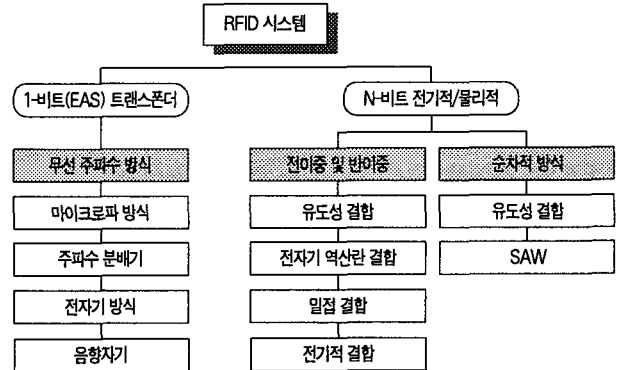 RFID 시스템
1-비트(EAS) 트랜스폰더
N-비트 전기적/물리적
무선 주파수 방식
마이크로파 방식
주파수 분배기
전자기 방식
음향자기
전이중 및 반이중
유도성 결합
전자기 역산란 결합
밀접 결합
전기적 결합
순차적 방식
유도성 결합
SAW